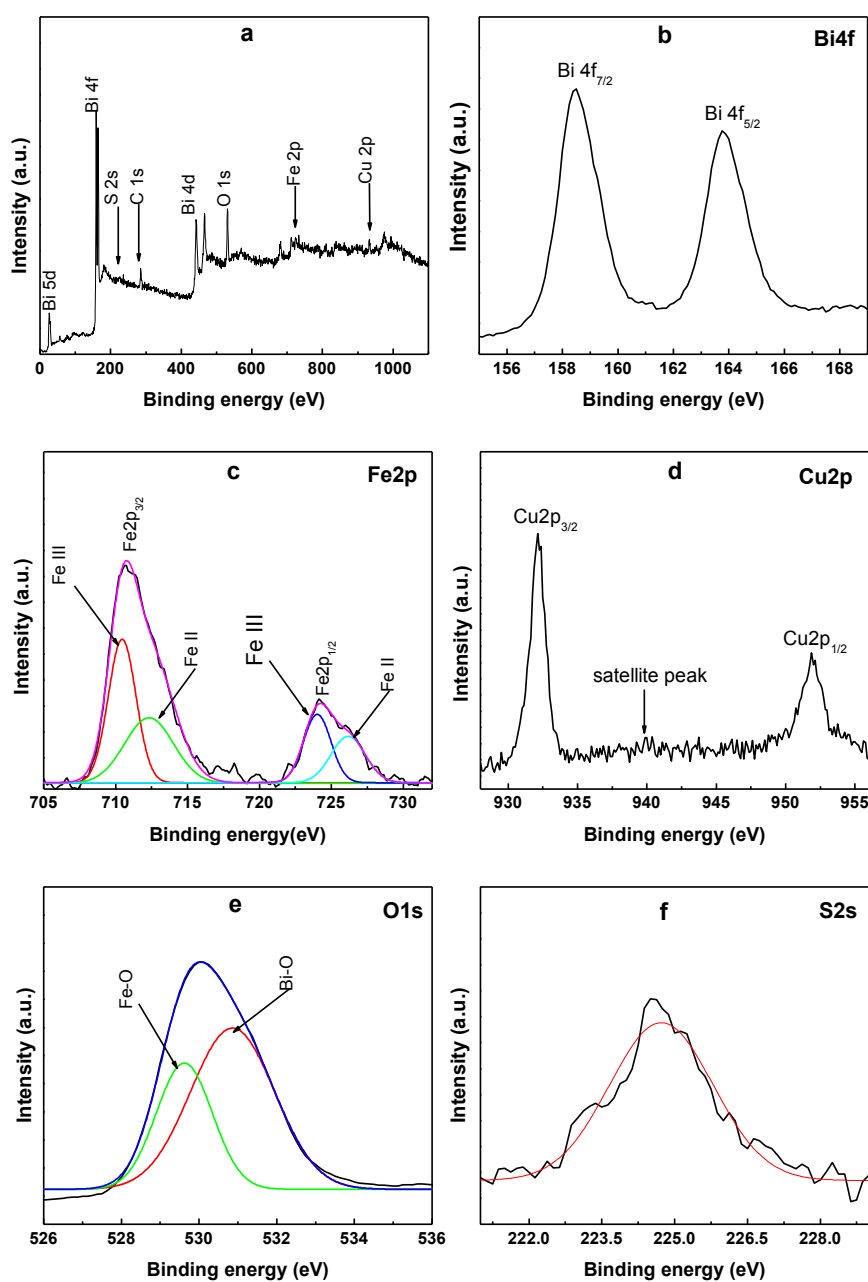 a
Bi 5d
Bi 4f
S 2s
C 1s
Bi 4d
O 1s
Fe 2p
Cu 2p
Intensity (a.u.)
0 200 400 600 800 1000
Binding energy (eV)
b
Bi4f
Bi 4f7/2
Bi 4f5/2
Intensity (a.u.)
156 158 160 162 164 166 168
Binding energy (eV)
c
Fe2p
Fe III
Fe2p3/2
Fe II
Fe III
Fe2p1/2
Fe II
Intensity (a.u.)
705 710 715 720 725 730
Binding energy(eV)
d
Cu2p
Cu2p3/2
satellite peak
Cu2p1/2
Intensity (a.u.)
930 935 940 945 950 955
Binding energy (eV)
e
O1s
Fe-O
Bi-O
Intensity (a.u.)
526 528 530 532 534 536
Binding energy (eV)
f
S2s
Intensity (a.u.)
222.0 223.5 225.0 226.5 228.0
Binding energy (eV)